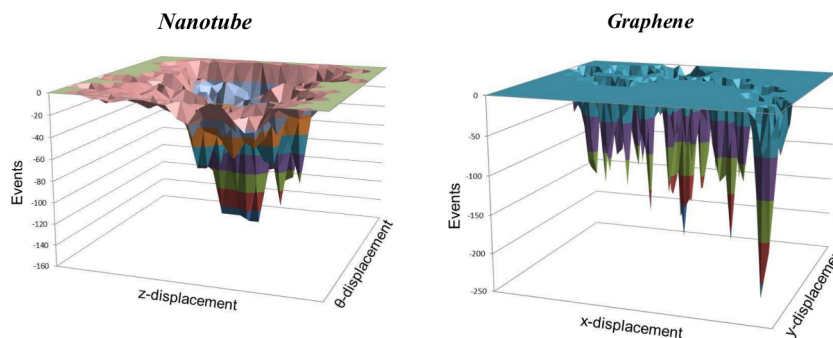 Nanotube
Graphene
0
-20
-40
-60
-80
-100
-120
-140
-160
Events
z-displacement
θ-displacement
0
-50
-100
-150
-200
-250
Events
x-displacement
y-displacement